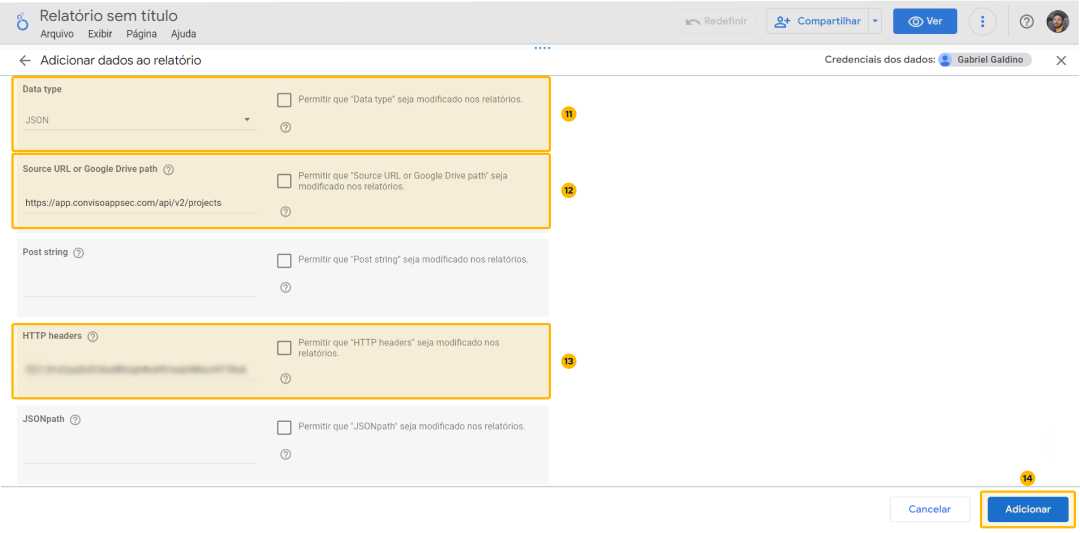 Relatório sem título
Arquivo Exibir Página Ajuda
Redefinir
Compartilhar
Ver
Adicionar dados ao relatório
Credenciais dos dados: Gabriel Galdino
Data type
JSON
Permitir que "Data type" seja modificado nos relatórios.
11
Source URL or Google Drive path
https://app.convisoappsec.com/api/v2/projects
Permitir que "Source URL or Google Drive path" seja
modificado nos relatórios.
12
Post string
Permitir que "Post string" seja modificado nos relatórios.
HTTP headers
Permitir que "HTTP headers" seja modificado nos
relatórios.
13
JSONpath
Permitir que "JSONpath" seja modificado nos relatórios.
14
Cancelar
Adicionar